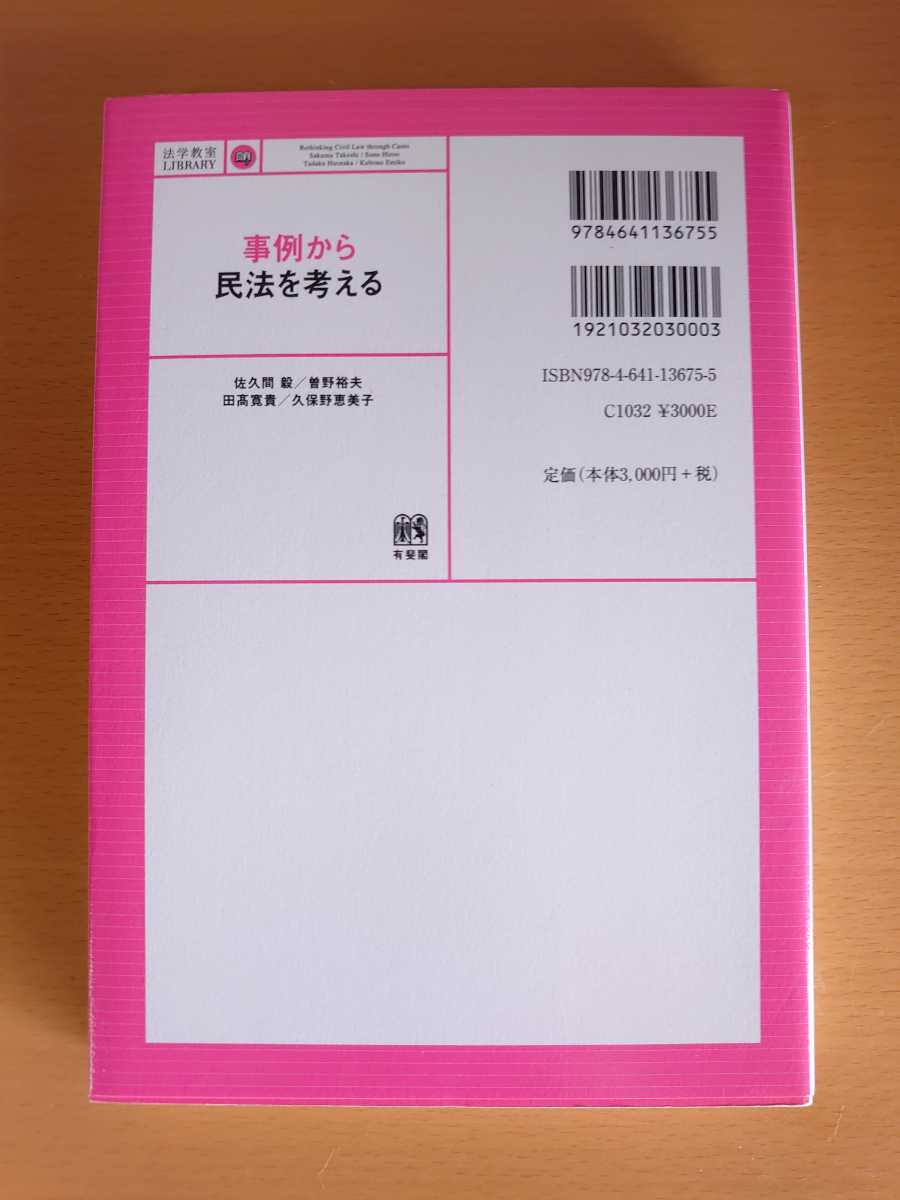 法学教室
LIBRARY
Rethinking Civil Law through Cases
Sakuma Takeshi / Sono Hiroo
Tadaka Hirotaka / Kubono Emiko
事例から
民法を考える
佐久間 毅／曽野裕夫
田髙寛貴／久保野恵美子
有斐閣
9784641136755
1921032030003
ISBN978-4-641-13675-5
C1032 ¥3000E
定価(本体3,000円+税)